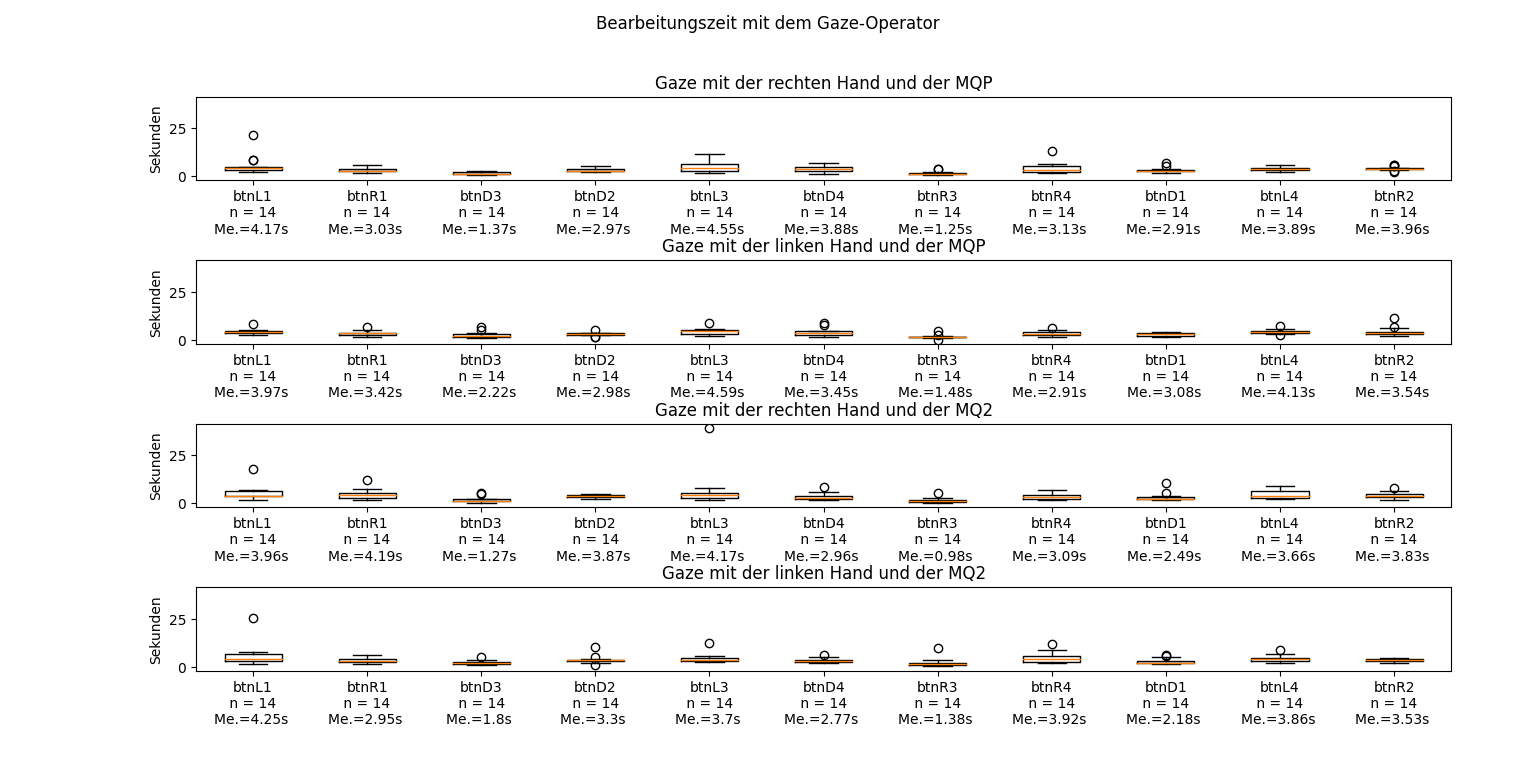 Bearbeitungszeit mit dem Gaze-Operator
Gaze mit der rechten Hand und der MQP
Sekunden
25
0
btnL1 btnR1 btnD3 btnD2 btnL3 btnD4 btnR3 btnR4 btnD1 btnL4 btnR2
n = 14 n = 14 n = 14 n = 14 n = 14 n = 14 n = 14 n = 14 n = 14 n = 14 n = 14
Me.=4.17s Me.=3.03s Me.=1.37s Me.=2.97s Me.=4.55s Me.=3.88s Me.=1.25s Me.=3.13s Me.=2.91s Me.=3.89s Me.=3.96s
Gaze mit der linken Hand und der MQP
Sekunden
25
0
btnL1 btnR1 btnD3 btnD2 btnL3 btnD4 btnR3 btnR4 btnD1 btnL4 btnR2
n = 14 n = 14 n = 14 n = 14 n = 14 n = 14 n = 14 n = 14 n = 14 n = 14 n = 14
Me.=3.97s Me.=3.42s Me.=2.22s Me.=2.98s Me.=4.59s Me.=3.45s Me.=1.48s Me.=2.91s Me.=3.08s Me.=4.13s Me.=3.54s
Gaze mit der rechten Hand und der MQ2
Sekunden
25
0
btnL1 btnR1 btnD3 btnD2 btnL3 btnD4 btnR3 btnR4 btnD1 btnL4 btnR2
n = 14 n = 14 n = 14 n = 14 n = 14 n = 14 n = 14 n = 14 n = 14 n = 14 n = 14
Me.=3.96s Me.=4.19s Me.=1.27s Me.=3.87s Me.=4.17s Me.=2.96s Me.=0.98s Me.=3.09s Me.=2.49s Me.=3.66s Me.=3.83s
Gaze mit der linken Hand und der MQ2
Sekunden
25
0
btnL1 btnR1 btnD3 btnD2 btnL3 btnD4 btnR3 btnR4 btnD1 btnL4 btnR2
n = 14 n = 14 n = 14 n = 14 n = 14 n = 14 n = 14 n = 14 n = 14 n = 14 n = 14
Me.=4.25s Me.=2.95s Me.=1.8s Me.=3.3s Me.=3.7s Me.=2.77s Me.=1.38s Me.=3.92s Me.=2.18s Me.=3.86s Me.=3.53s